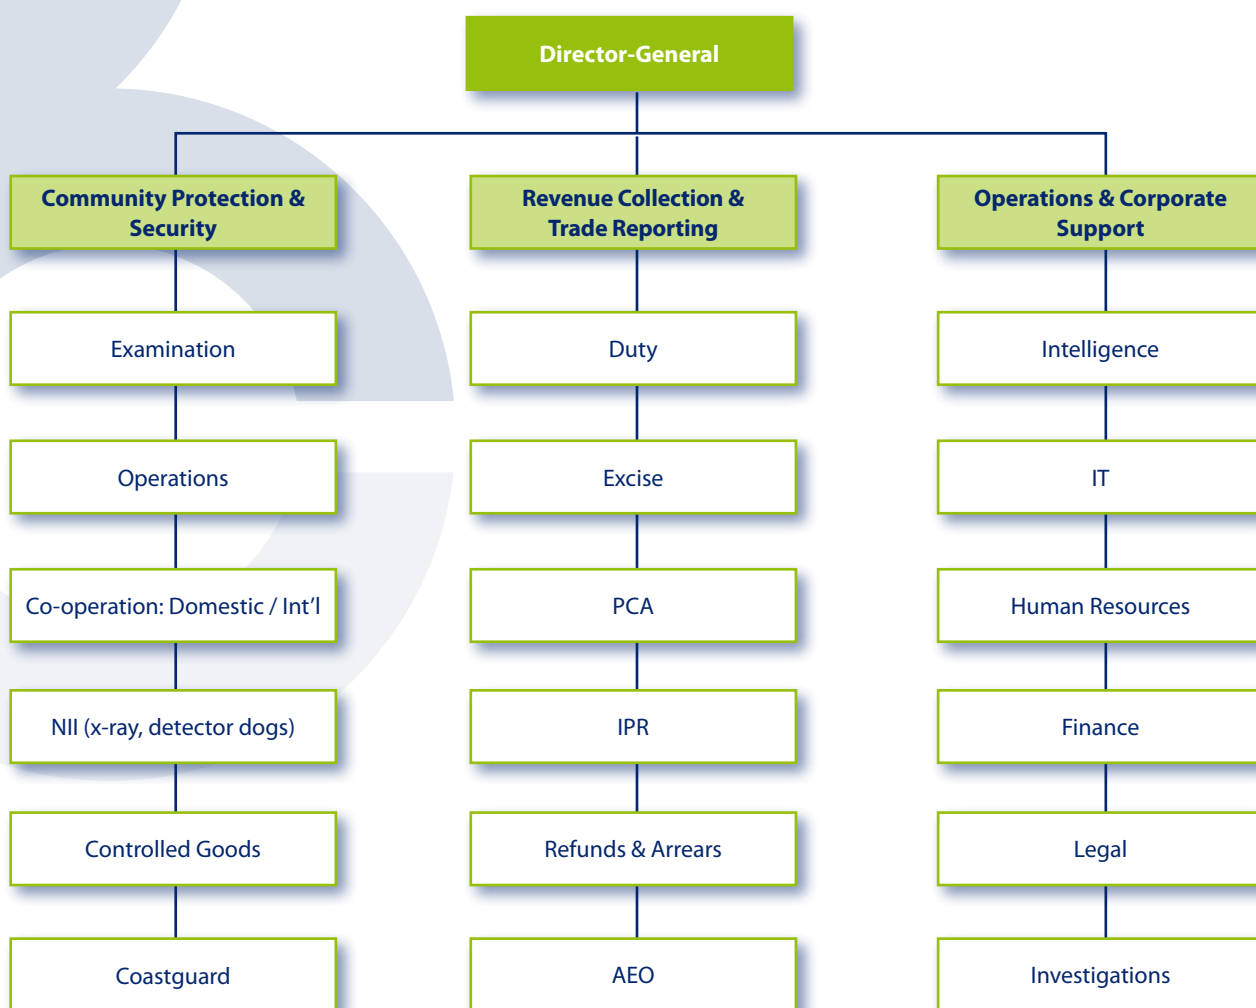 Director-General
Community Protection &
Security
Revenue Collection &
Trade Reporting
Operations & Corporate
Support
Examination
Duty
Intelligence
Operations
Excise
IT
Co-operation: Domestic / Int’l
PCA
Human Resources
NII (x-ray, detector dogs)
IPR
Finance
Controlled Goods
Refunds & Arrears
Legal
Coastguard
AEO
Investigations